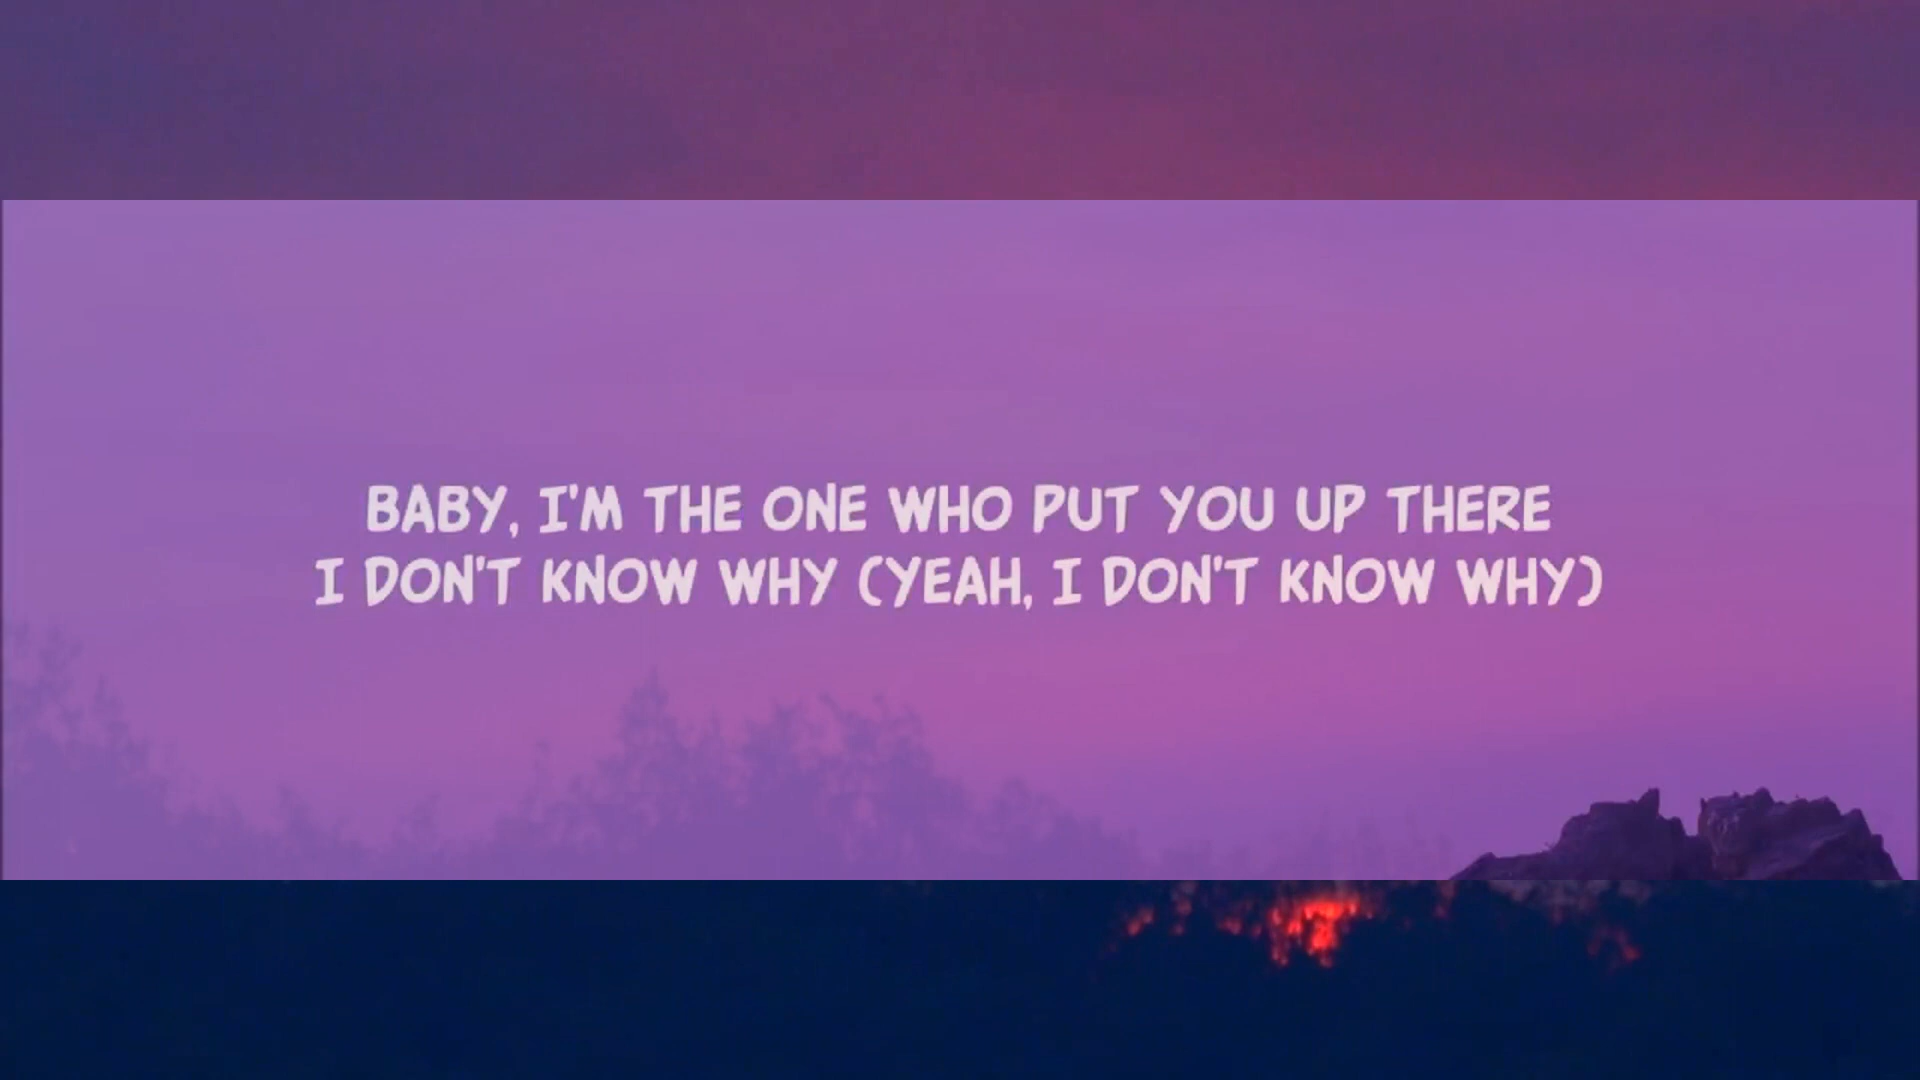 BABY, I'M THE ONE WHO PUT YOU UP THERE
I DON'T KNOW WHY (YEAH, I DON'T KNOW WHY)